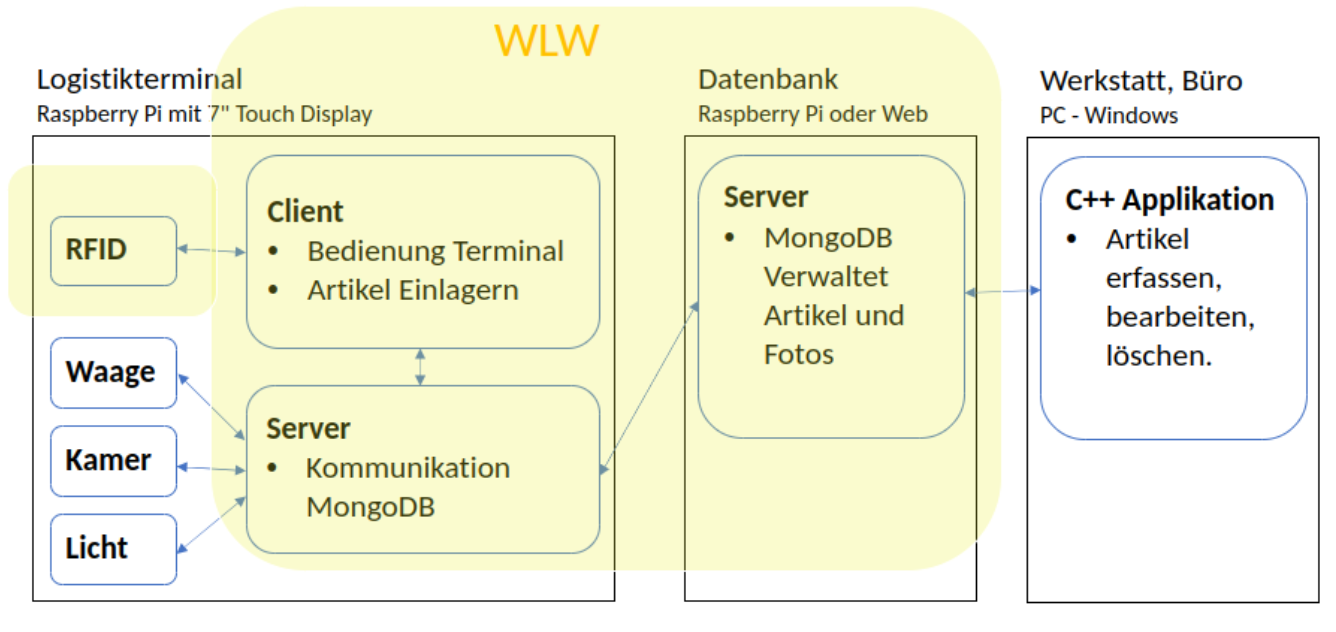 WLW
Logistikterminal
Raspberry Pi mit 7" Touch Display
RFID
Waage
Kamer
Licht
Client
• Bedienung Terminal
• Artikel Einlagern
Server
• Kommunikation
MongoDB
Datenbank
Raspberry Pi oder Web
Server
• MongoDB
Verwaltet
Artikel und
Fotos
Werkstatt, Büro
PC - Windows
C++ Applikation
• Artikel
erfassen,
bearbeiten,
löschen.